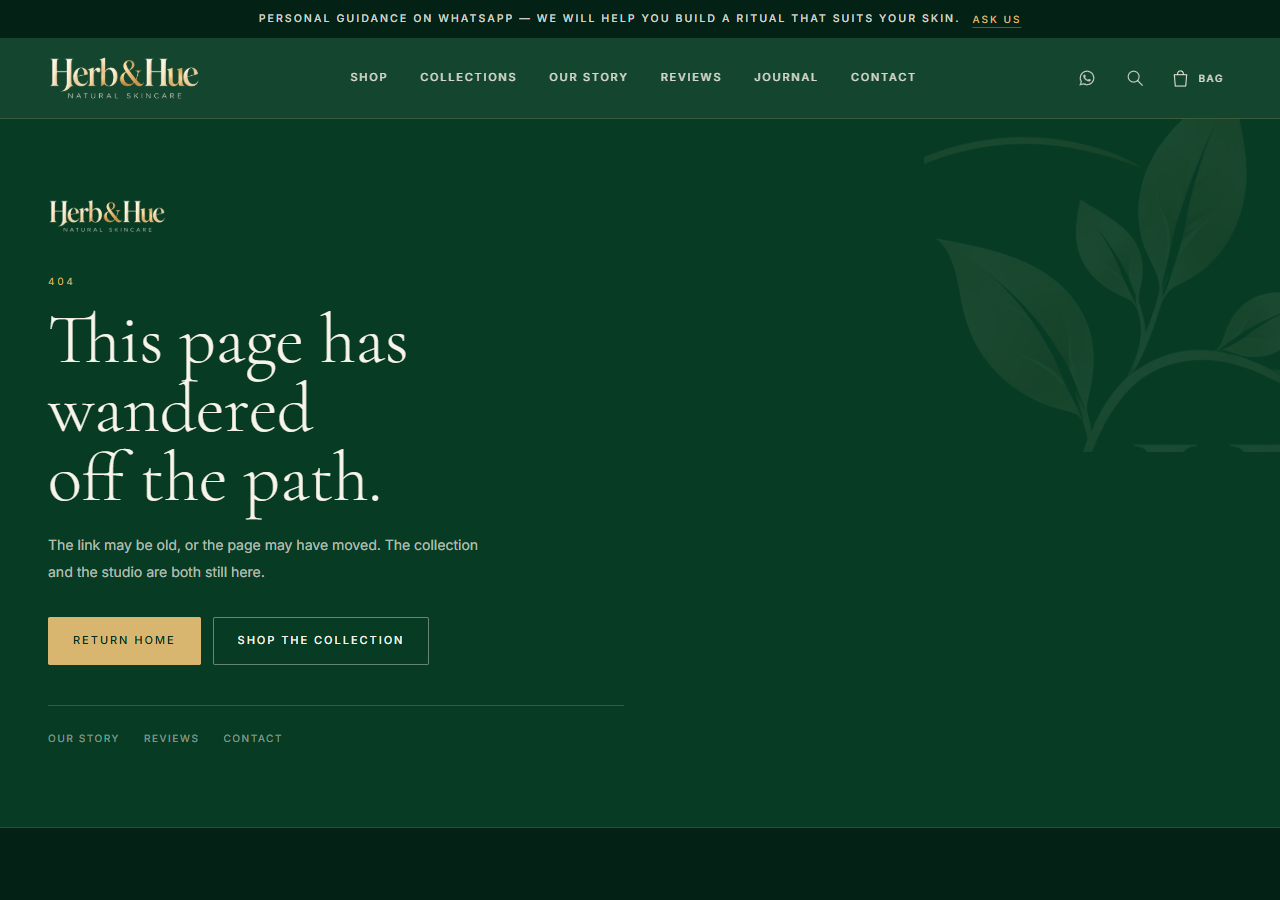 PERSONAL GUIDANCE ON WHATSAPP — WE WILL HELP YOU BUILD A RITUAL THAT SUITS YOUR SKIN. ASK US
Herb&Hue
NATURAL SKINCARE
SHOP COLLECTIONS OUR STORY REVIEWS JOURNAL CONTACT
BAG
Herb&Hue
NATURAL SKINCARE
404
This page has
wandered
off the path.
The link may be old, or the page may have moved. The collection
and the studio are both still here.
RETURN HOME SHOP THE COLLECTION
OUR STORY REVIEWS CONTACT